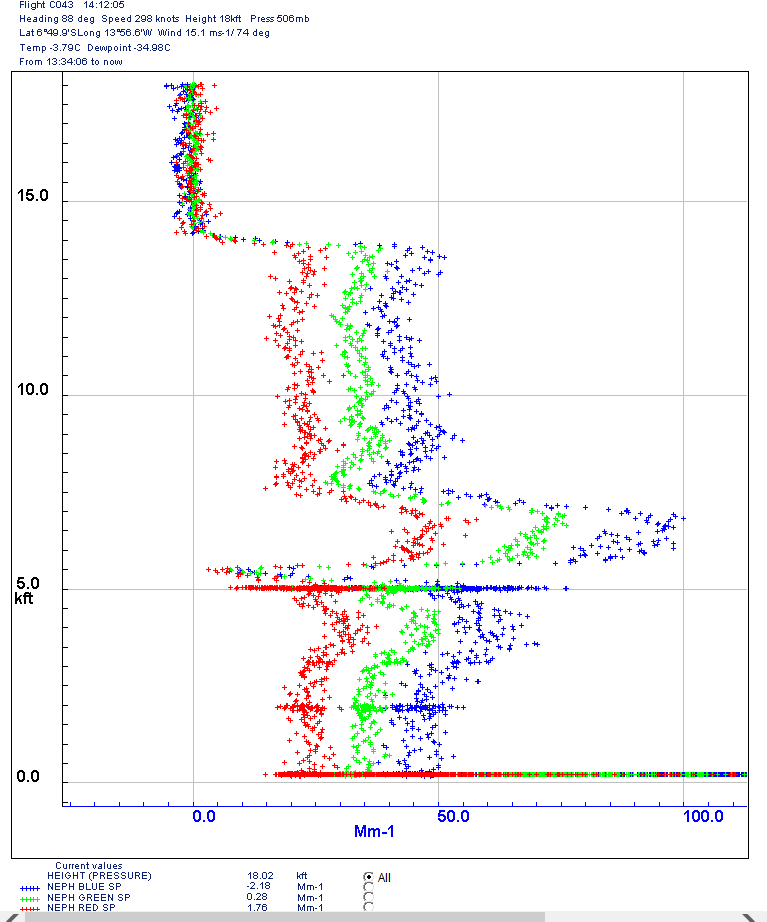 Flight C043 14:12:05
Heading 88 deg Speed 298 knots Height 18kft Press 506mb
Lat 6°49.9'SLong 13°56.6'W Wind 15.1 ms-1/ 74 deg
Temp -3.79C Dewpoint -34.98C
From 13:34:06 to now
15.0
10.0
5.0
kft
0.0
0.0 50.0 100.0
Mm-1
Current values
HEIGHT (PRESSURE) 18.02 kft All
NEPH BLUE SP -2.18 Mm-1
NEPH GREEN SP 0.28 Mm-1
NEPH RED SP 1.76 Mm-1